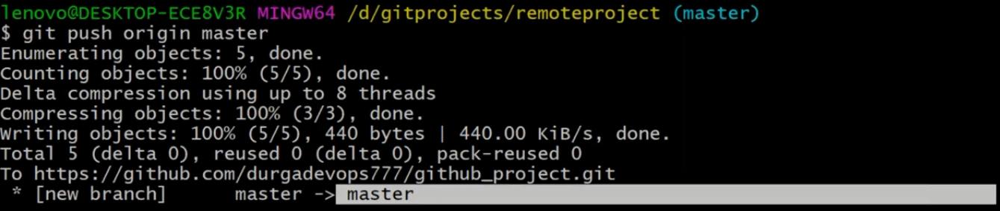 lenovo@DESKTOP-ECE8V3R MINGW64 /d/gitprojects/remoteproject (master)
$ git push origin master
Enumerating objects: 5, done.
Counting objects: 100% (5/5), done.
Delta compression using up to 8 threads
Compressing objects: 100% (3/3), done.
Writing objects: 100% (5/5), 440 bytes | 440.00 KiB/s, done.
Total 5 (delta 0), reused 0 (delta 0), pack-reused 0
To https://github.com/durgadevops777/github_project.git
 * [new branch]      master -> master